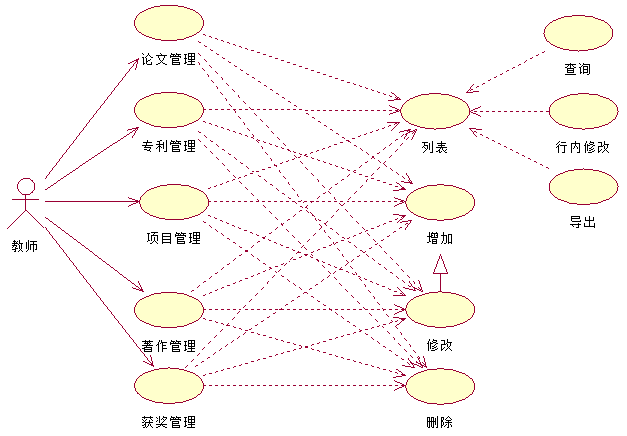 论文管理
查询
专利管理
列表
行内修改
教师
项目管理
增加
导出
著作管理
修改
获奖管理
删除